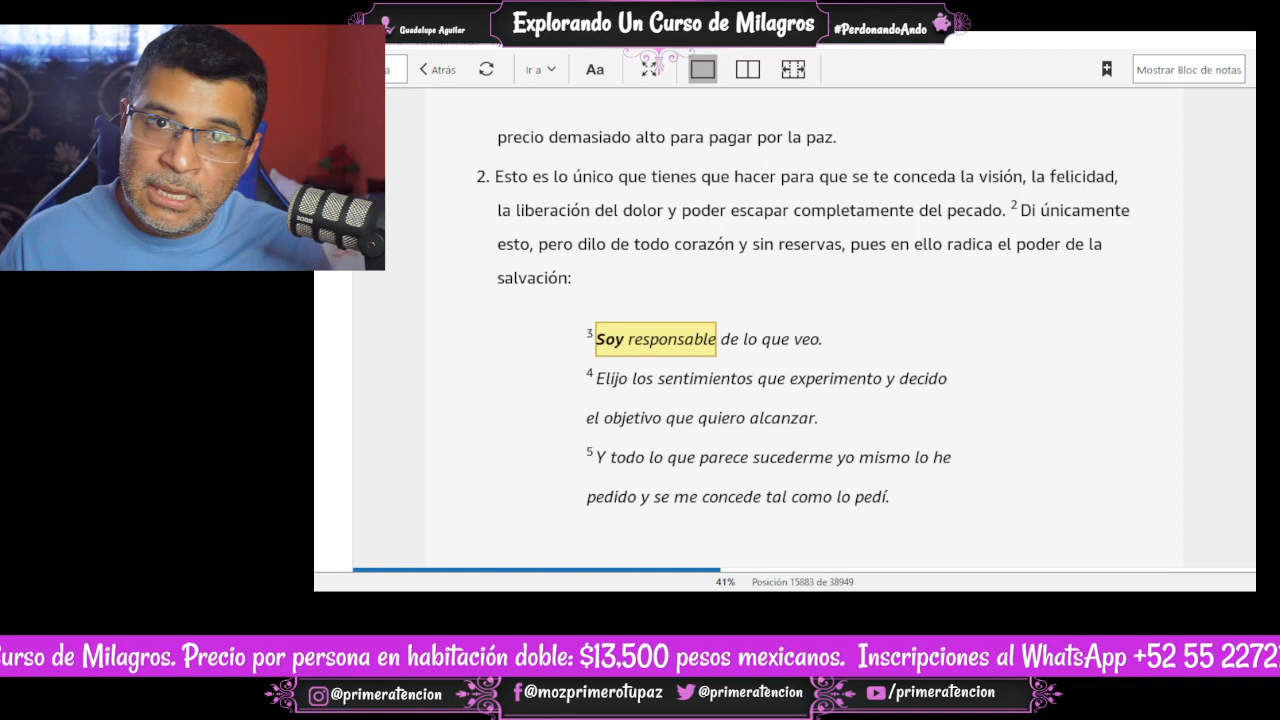 Guadalupe Aguilar
Explorando Un Curso de Milagros
#PerdonandoAndo
a
Atrás
Ir a
Aa
Mostrar Bloc de notas
precio demasiado alto para pagar por la paz.
2. Esto es lo único que tienes que hacer para que se te conceda la visión, la felicidad,
la liberación del dolor y poder escapar completamente del pecado. 2 Di únicamente
esto, pero dilo de todo corazón y sin reservas, pues en ello radica el poder de la
salvación:
3 Soy responsable de lo que veo.
4 Elijo los sentimientos que experimento y decido
el objetivo que quiero alcanzar.
5 Y todo lo que parece sucederme yo mismo lo he
pedido y se me concede tal como lo pedí.
41% Posición 15883 de 38949
urso de Milagros. Precio por persona en habitación doble: $13,500 pesos mexicanos. Inscripciones al WhatsApp +52 55 2272
@primeratencion
@mozprimerotupaz
@primeratencion
/primeratencion